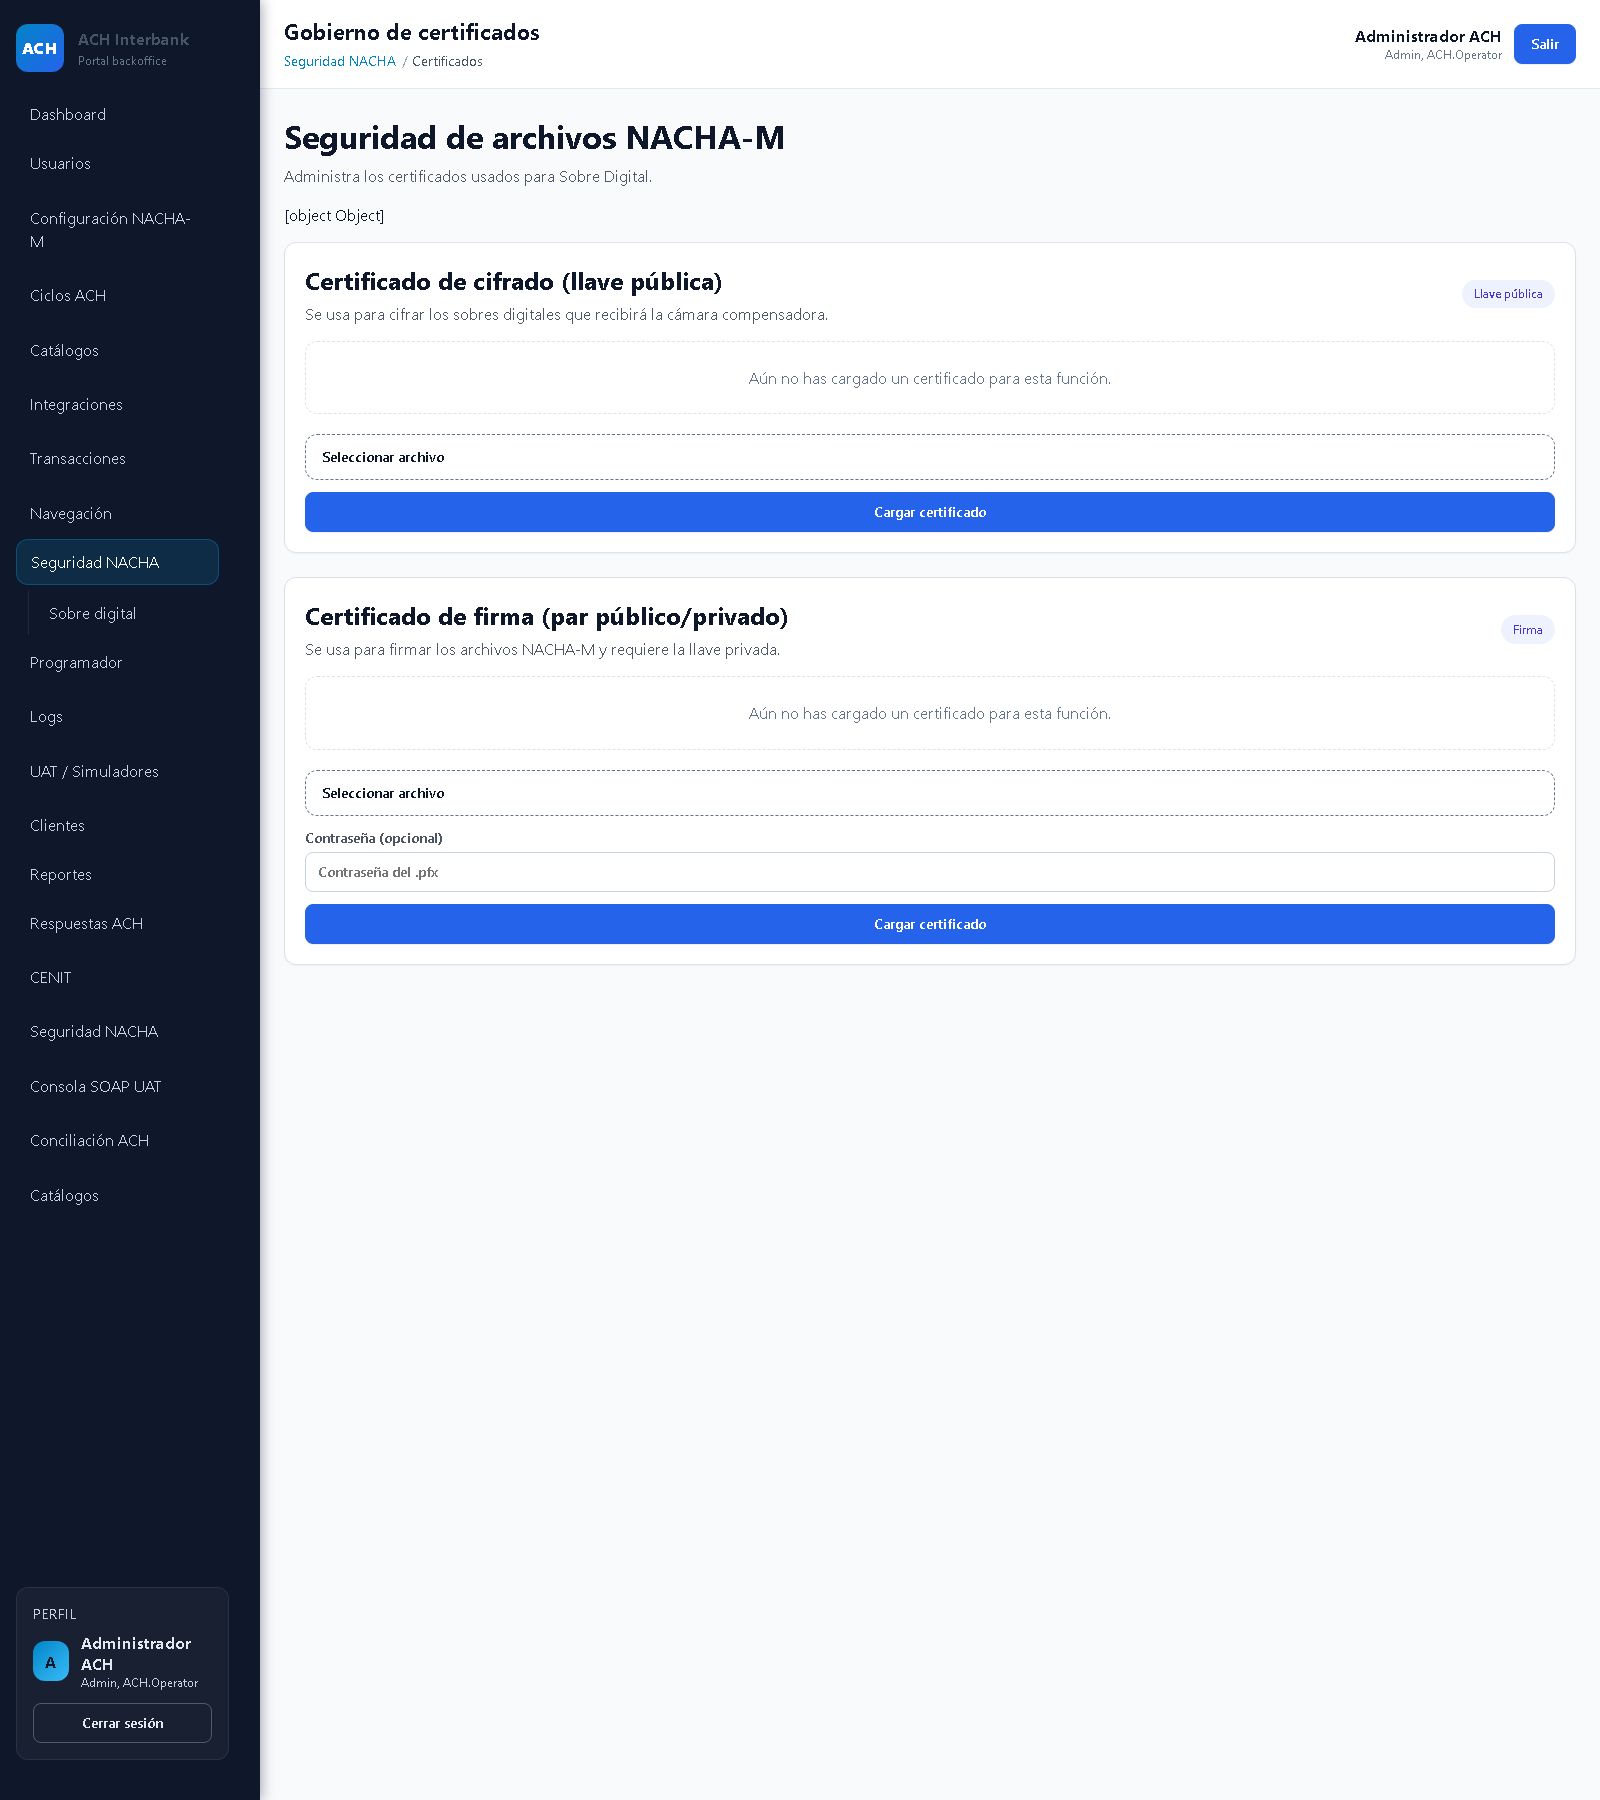 ACH
ACH Interbank
Portal backoffice
Dashboard
Usuarios
Configuración NACHA-
M
Ciclos ACH
Catálogos
Integraciones
Transacciones
Navegación
Seguridad NACHA
Sobre digital
Programador
Logs
UAT / Simuladores
Clientes
Reportes
Respuestas ACH
CENIT
Seguridad NACHA
Consola SOAP UAT
Conciliación ACH
Catálogos
PERFIL
A
Administrador
ACH
Admin, ACH.Operator
Cerrar sesión
Gobierno de certificados
Seguridad NACHA / Certificados
Administrador ACH
Admin, ACH.Operator
Salir
Seguridad de archivos NACHA-M
Administra los certificados usados para Sobre Digital.
[object Object]
Certificado de cifrado (llave pública)
Se usa para cifrar los sobres digitales que recibirá la cámara compensadora.
Llave pública
Aún no has cargado un certificado para esta función.
Seleccionar archivo
Cargar certificado
Certificado de firma (par público/privado)
Se usa para firmar los archivos NACHA-M y requiere la llave privada.
Firma
Aún no has cargado un certificado para esta función.
Seleccionar archivo
Contraseña (opcional)
Contraseña del .pfx
Cargar certificado